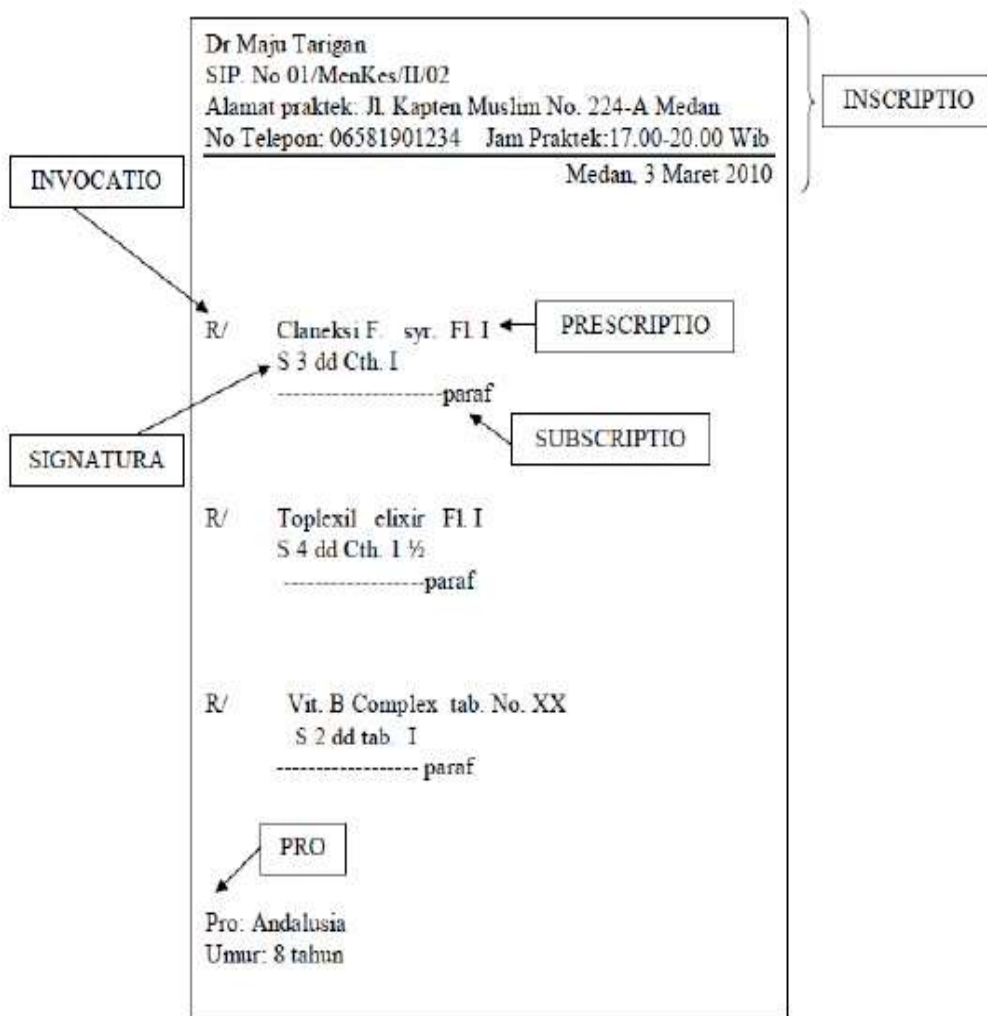 Dr Maju Tarigan
SIP. No 01/MenKes/II/02
Alamat praktek: Jl. Kapten Muslim No. 224-A Medan
No Telepon: 06581901234 Jam Praktek:17.00-20.00 Wib
INSCRIPTIO
Medan, 3 Maret 2010
INVOCATIO
R/ Claneksi F. syr. Fl. I
PRESCRIPTIO
S 3 dd Cth. I
--------------------paraf
SUBSCRIPTIO
SIGNATURA
R/ Toplexil elixir Fl. I
S 4 dd Cth. 1 ½
-----------------paraf
R/ Vit. B Complex tab. No. XX
S 2 dd tab. I
----------------- paraf
PRO
Pro: Andalusia
Umur: 8 tahun